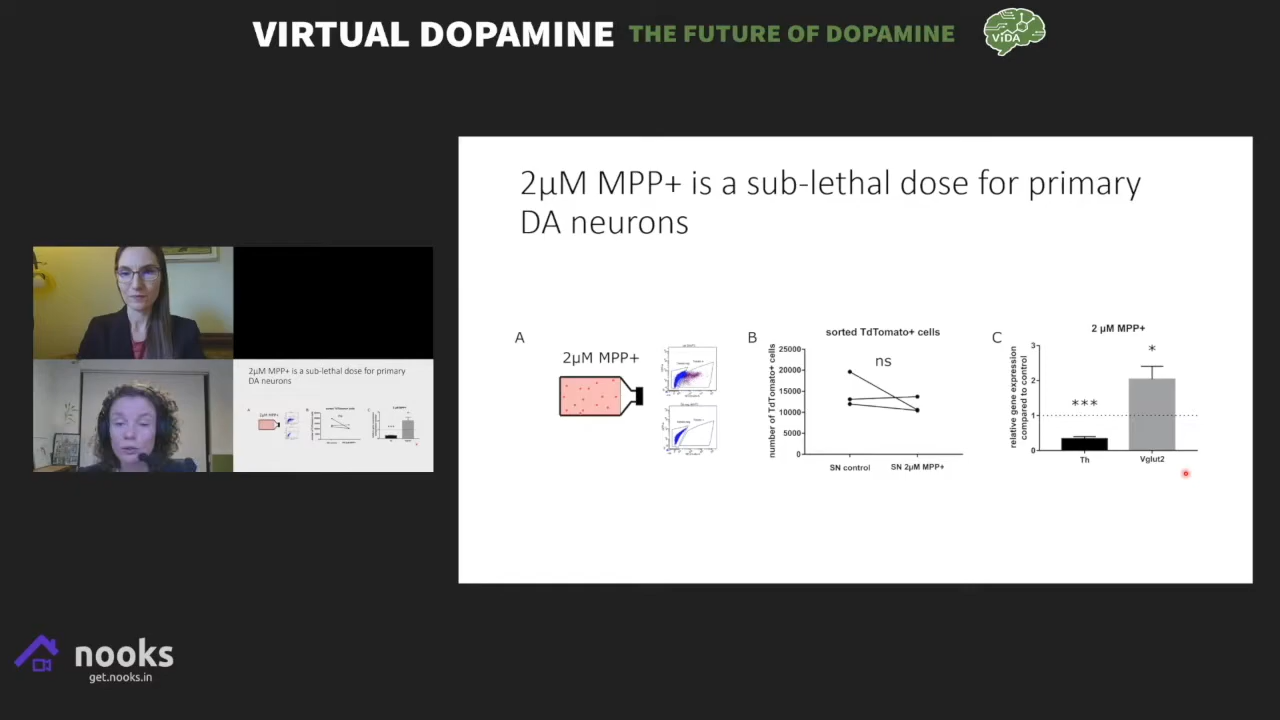 VIRTUAL DOPAMINE THE FUTURE OF DOPAMINE
ViDA
2µM MPP+ is a sub-lethal dose for primary
DA neurons
A
2µM MPP+
B
sorted TdTomato+ cells
number of TdTomato+ cells
25000
20000
15000
10000
5000
0
ns
SN control
SN 2µM MPP+
C
2 µM MPP+
relative gene expression
compared to control
3
2
1
0
***
*
Th
Vglut2
2µM MPP+ is a sub-lethal dose for primary
DA neurons
nooks
get.nooks.in